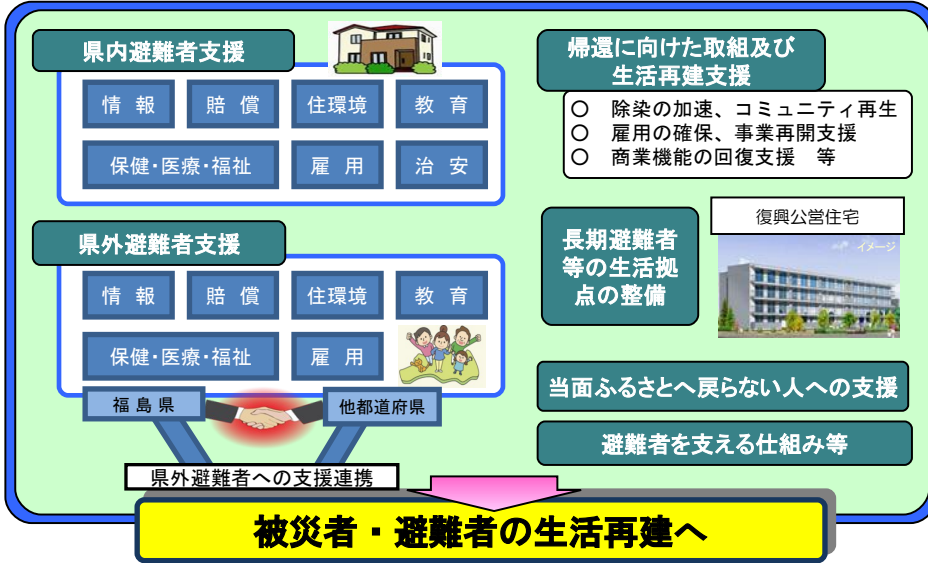 県内避難者支援
情報
賠償
住環境
教育
保健・医療・福祉
雇用
治安
県外避難者支援
情報
賠償
住環境
教育
保健・医療・福祉
雇用
福島県
他都道府県
県外避難者への支援連携
帰還に向けた取組及び
生活再建支援
○ 除染の加速、コミュニティ再生
○ 雇用の確保、事業再開支援
○ 商業機能の回復支援 等
長期避難者
等の生活拠
点の整備
復興公営住宅
イメージ
当面ふるさとへ戻らない人への支援
避難者を支える仕組み等
被災者・避難者の生活再建へ